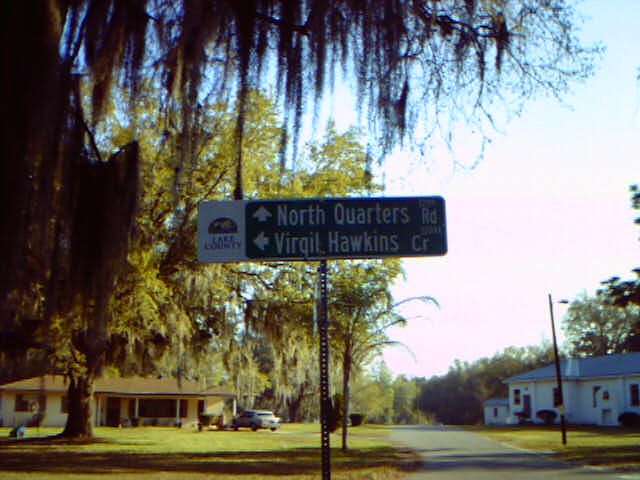 LAKE
COUNTY
North Quarters Rd
Virgil Hawkins Cr